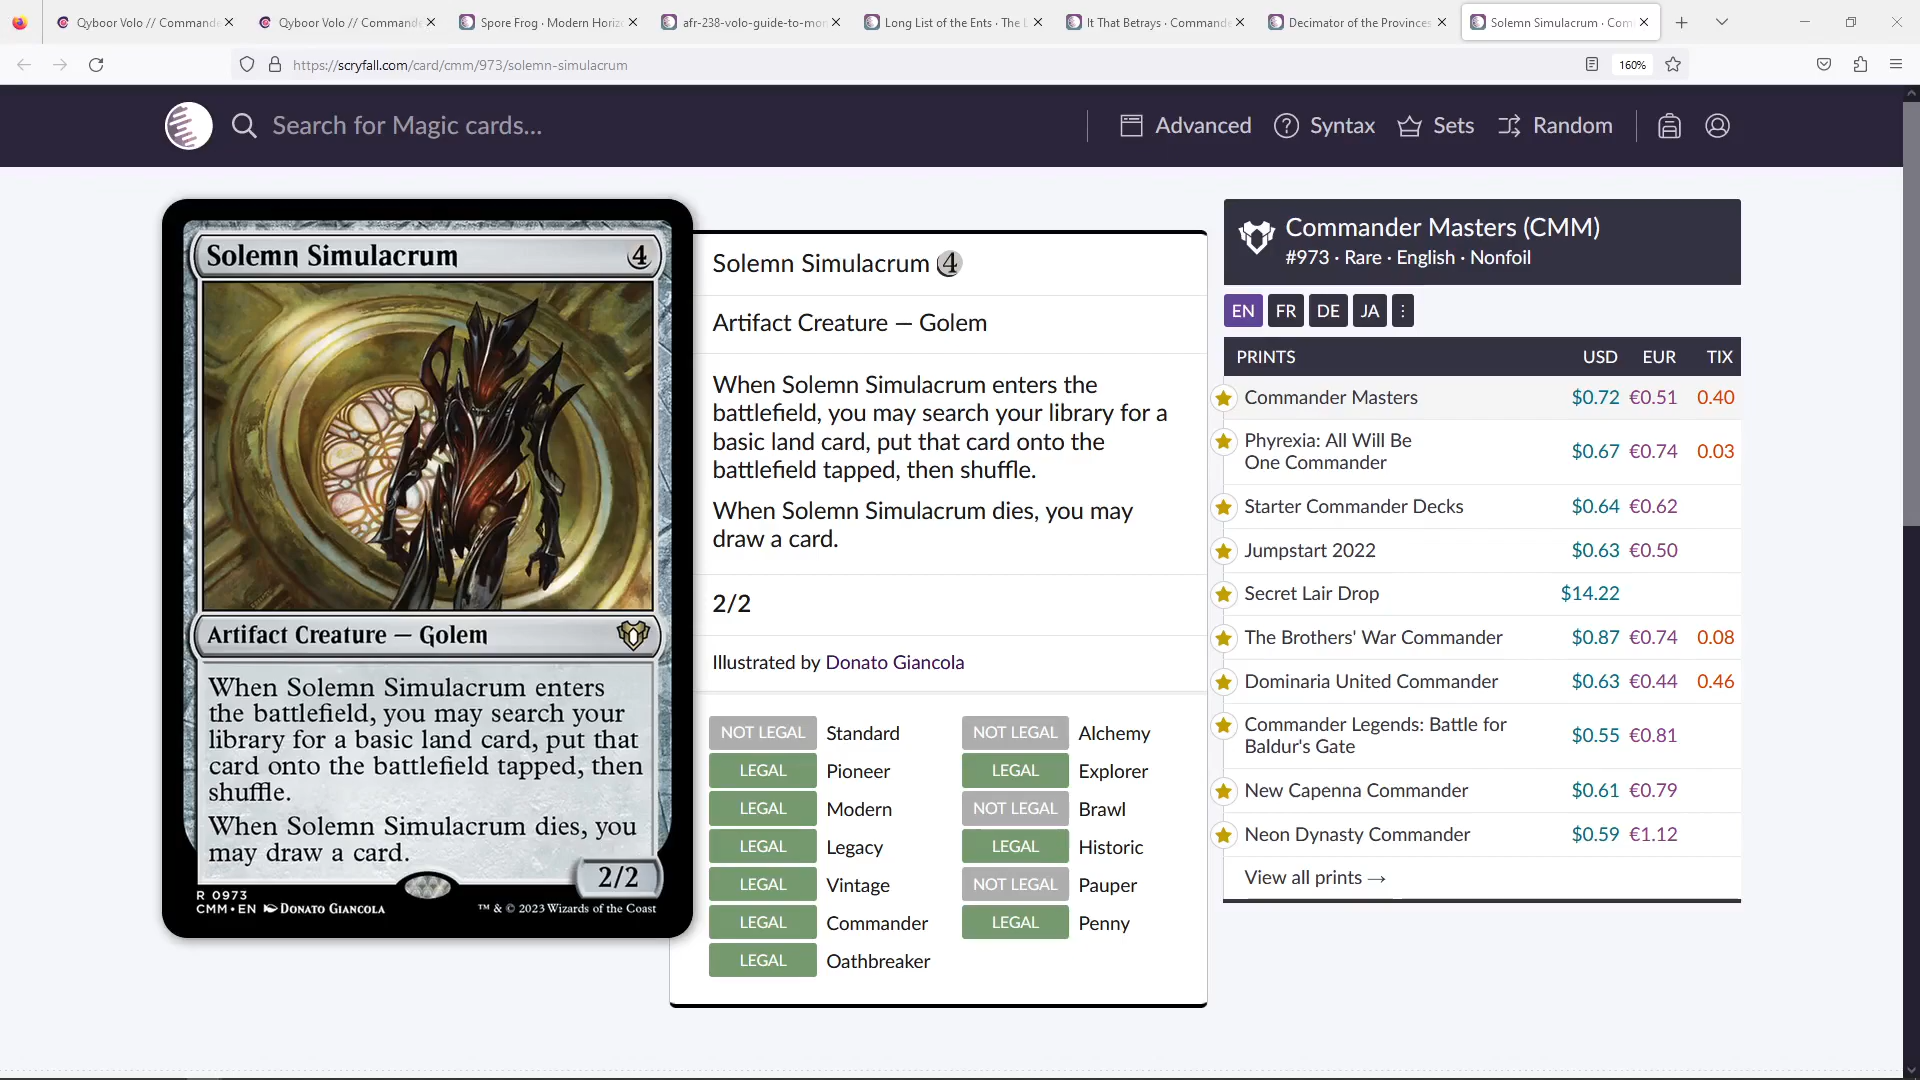 Qyboor Volo // Commande
Qyboor Volo // Commande
Spore Frog · Modern Horizo
afr-238-volo-guide-to-mon
Long List of the Ents · The L
It That Betrays · Commande
Decimator of the Provinces
Solemn Simulacrum · Com
https://scryfall.com/card/cmm/973/solemn-simulacrum
160%
Search for Magic cards...
Advanced
Syntax
Sets
Random
Solemn Simulacrum 4
Artifact Creature — Golem
When Solemn Simulacrum enters
the battlefield, you may search your
library for a basic land card, put that
card onto the battlefield tapped, then
shuffle.
When Solemn Simulacrum dies, you
may draw a card.
2/2
R 0973
CMM • EN Donato Giancola
™ & © 2023 Wizards of the Coast
Solemn Simulacrum 4
Artifact Creature — Golem
When Solemn Simulacrum enters the
battlefield, you may search your library for a
basic land card, put that card onto the
battlefield tapped, then shuffle.
When Solemn Simulacrum dies, you may
draw a card.
2/2
Illustrated by Donato Giancola
NOT LEGAL Standard NOT LEGAL Alchemy
LEGAL Pioneer LEGAL Explorer
LEGAL Modern NOT LEGAL Brawl
LEGAL Legacy LEGAL Historic
LEGAL Vintage NOT LEGAL Pauper
LEGAL Commander LEGAL Penny
LEGAL Oathbreaker
Commander Masters (CMM)
#973 · Rare · English · Nonfoil
EN FR DE JA
PRINTS USD EUR TIX
Commander Masters $0.72 €0.51 0.40
Phyrexia: All Will Be
One Commander $0.67 €0.74 0.03
Starter Commander Decks $0.64 €0.62
Jumpstart 2022 $0.63 €0.50
Secret Lair Drop $14.22
The Brothers' War Commander $0.87 €0.74 0.08
Dominaria United Commander $0.63 €0.44 0.46
Commander Legends: Battle for
Baldur's Gate $0.55 €0.81
New Capenna Commander $0.61 €0.79
Neon Dynasty Commander $0.59 €1.12
View all prints →